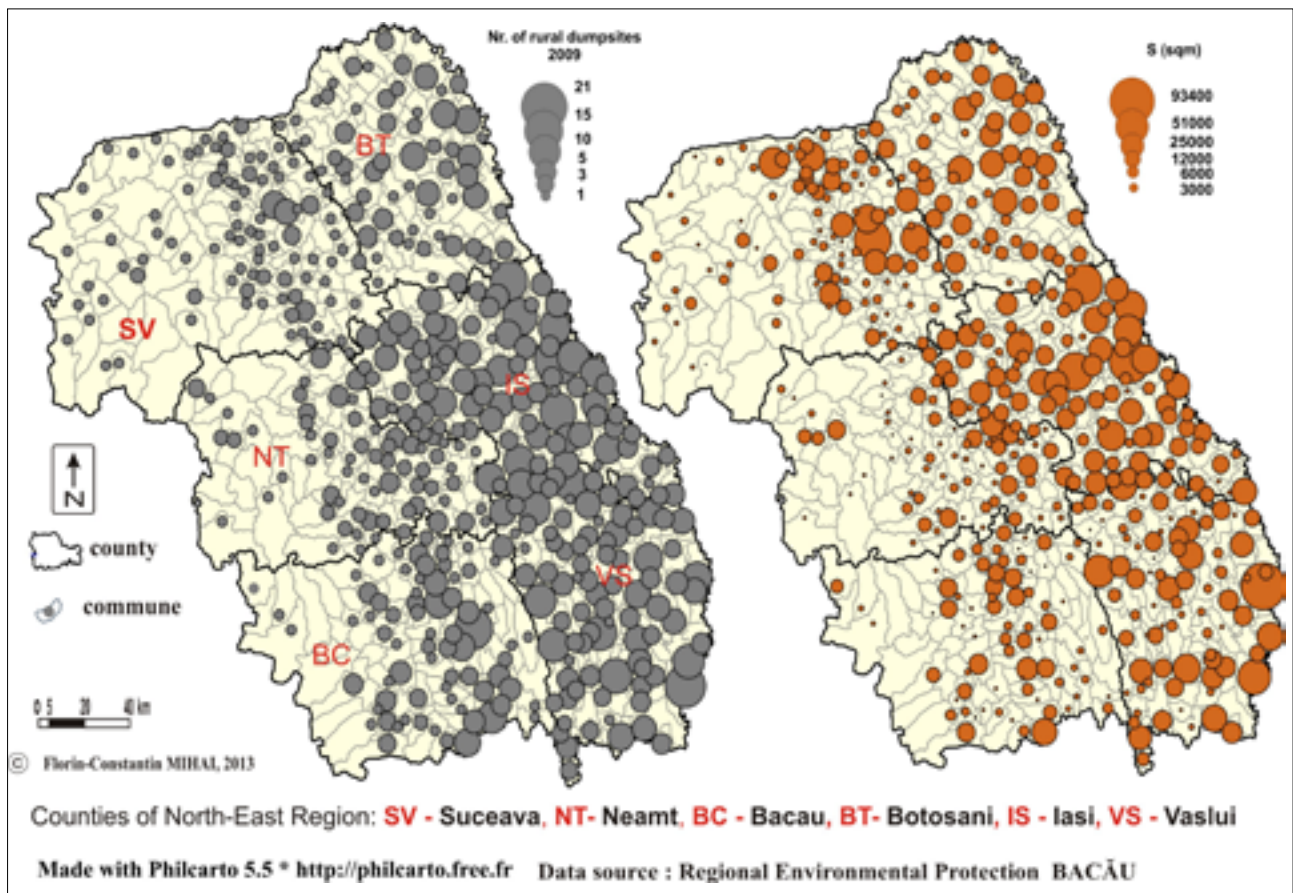 Nr. of rural dumpsites
2009
21
15
10
5
3
1
S (sqm)
93400
51000
25000
12000
6000
3000
BT
SV
IS
NT
VS
BC
N
county
commune
0 5 20 40 km
© Florin-Constantin MIHAI, 2013
Counties of North-East Region: SV - Suceava, NT- Neamt, BC - Bacau, BT- Botosani, IS - Iasi, VS - Vaslui
Made with Philcarto 5.5 * http://philcarto.free.fr Data source : Regional Environmental Protection BACĂU